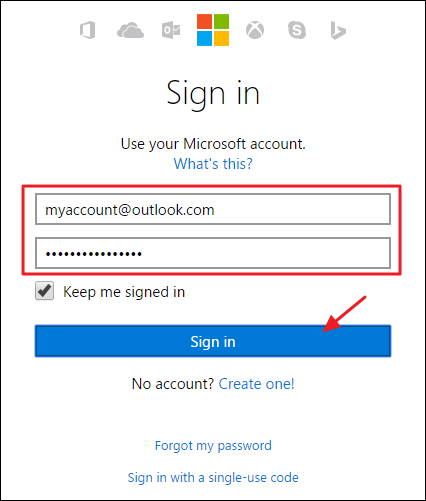 Sign in
Use your Microsoft account.
What's this?
myaccount@outlook.com
••••••••••••••••
Keep me signed in
Sign in
No account? Create one!
Forgot my password
Sign in with a single-use code